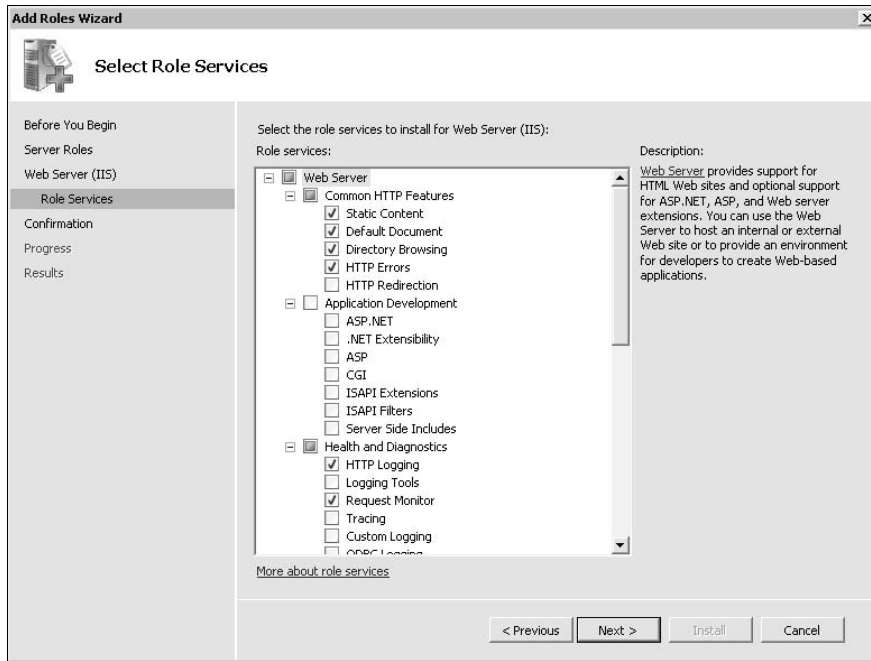 Add Roles Wizard
Select Role Services
Before You Begin
Server Roles
Web Server (IIS)
Role Services
Confirmation
Progress
Results
Select the role services to install for Web Server (IIS):
Role services:
Web Server
Common HTTP Features
Static Content
Default Document
Directory Browsing
HTTP Errors
HTTP Redirection
Application Development
ASP.NET
.NET Extensibility
ASP
CGI
ISAPI Extensions
ISAPI Filters
Server Side Includes
Health and Diagnostics
HTTP Logging
Logging Tools
Request Monitor
Tracing
Custom Logging
ODBC Logging
More about role services
Description:
Web Server provides support for
HTML Web sites and optional support
for ASP.NET, ASP, and Web server
extensions. You can use the Web
Server to host an internal or external
Web site or to provide an environment
for developers to create Web-based
applications.
< Previous
Next >
Install
Cancel